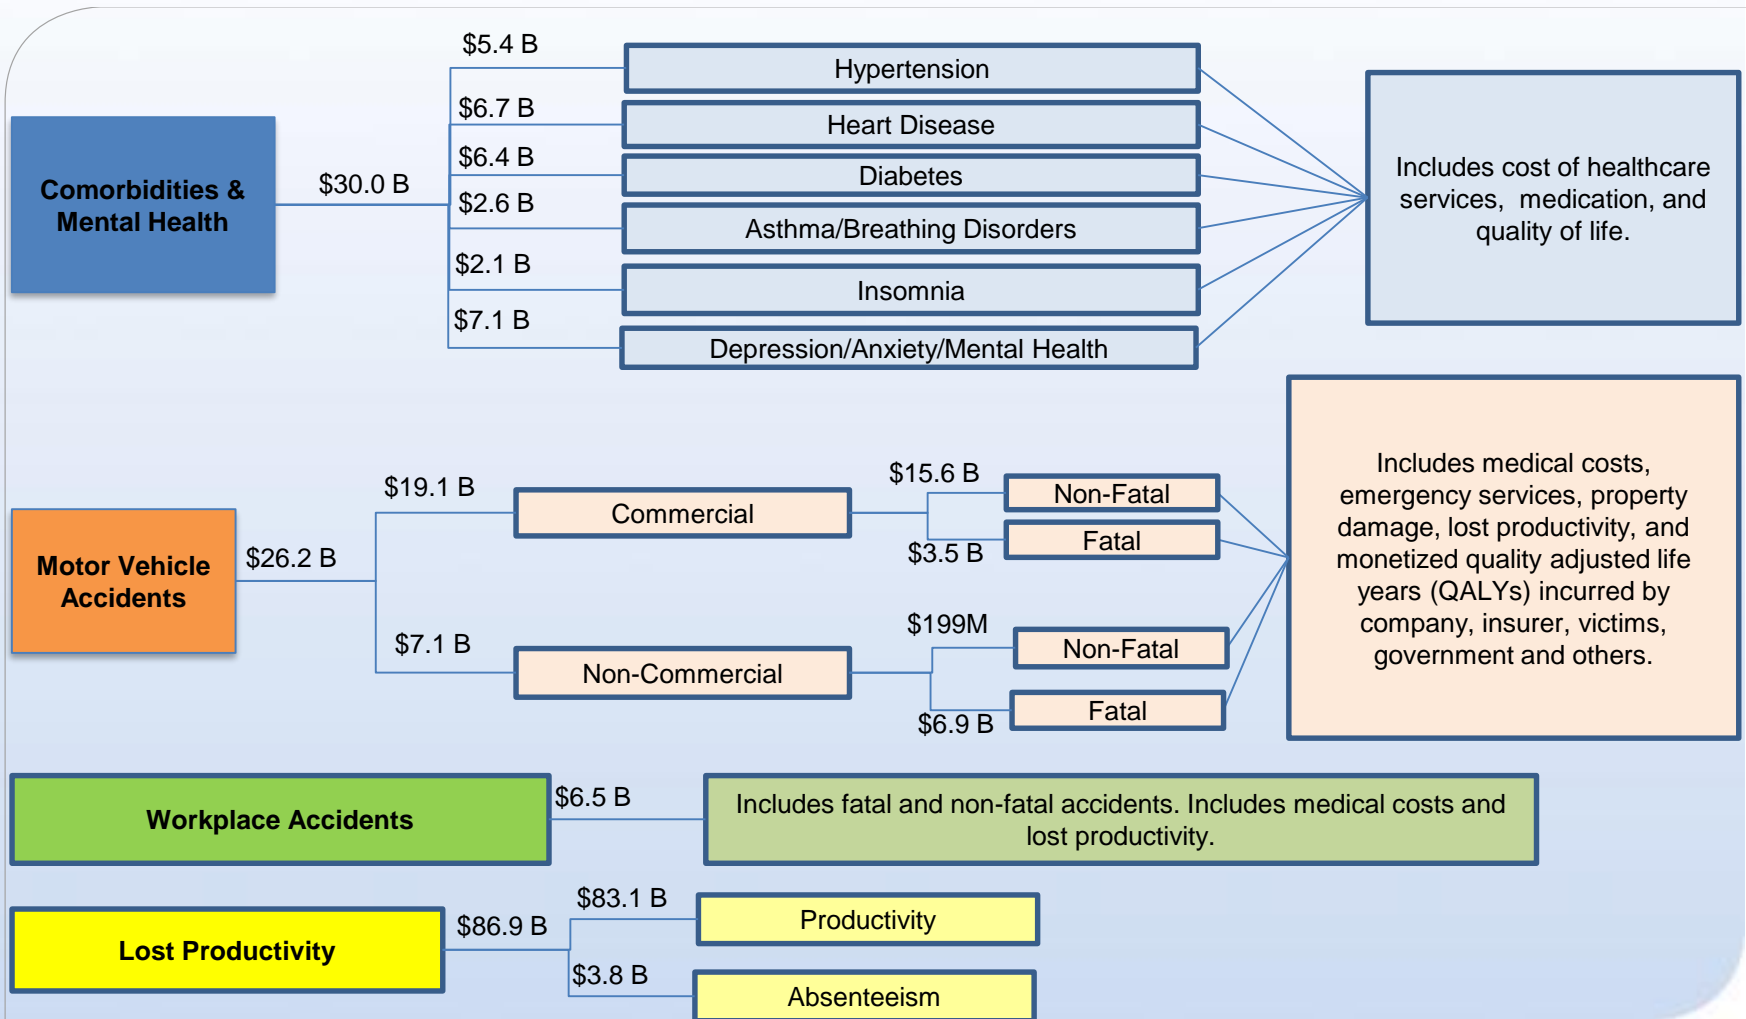 Comorbidities &
Mental Health
$30.0 B
$5.4 B
Hypertension
$6.7 B
Heart Disease
$6.4 B
Diabetes
$2.6 B
Asthma/Breathing Disorders
$2.1 B
Insomnia
$7.1 B
Depression/Anxiety/Mental Health
Includes cost of healthcare
services, medication, and
quality of life.
Motor Vehicle
Accidents
$26.2 B
$19.1 B
Commercial
$15.6 B
Non-Fatal
$3.5 B
Fatal
$7.1 B
Non-Commercial
$199M
Non-Fatal
$6.9 B
Fatal
Includes medical costs,
emergency services, property
damage, lost productivity, and
monetized quality adjusted life
years (QALYs) incurred by
company, insurer, victims,
government and others.
Workplace Accidents
$6.5 B
Includes fatal and non-fatal accidents. Includes medical costs and
lost productivity.
Lost Productivity
$86.9 B
$83.1 B
Productivity
$3.8 B
Absenteeism